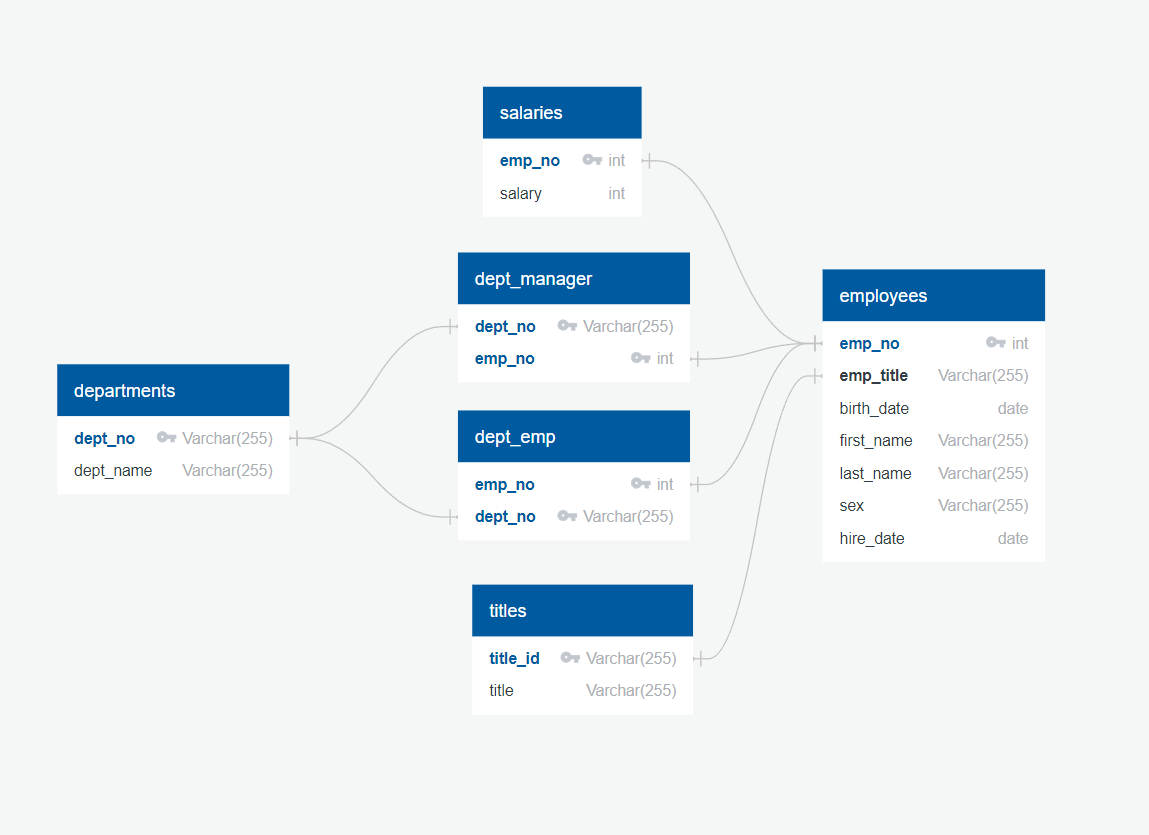 salaries
emp_no int
salary int
dept_manager
dept_no Varchar(255)
emp_no int
employees
emp_no int
emp_title Varchar(255)
birth_date date
first_name Varchar(255)
last_name Varchar(255)
sex Varchar(255)
hire_date date
departments
dept_no Varchar(255)
dept_name Varchar(255)
dept_emp
emp_no int
dept_no Varchar(255)
titles
title_id Varchar(255)
title Varchar(255)